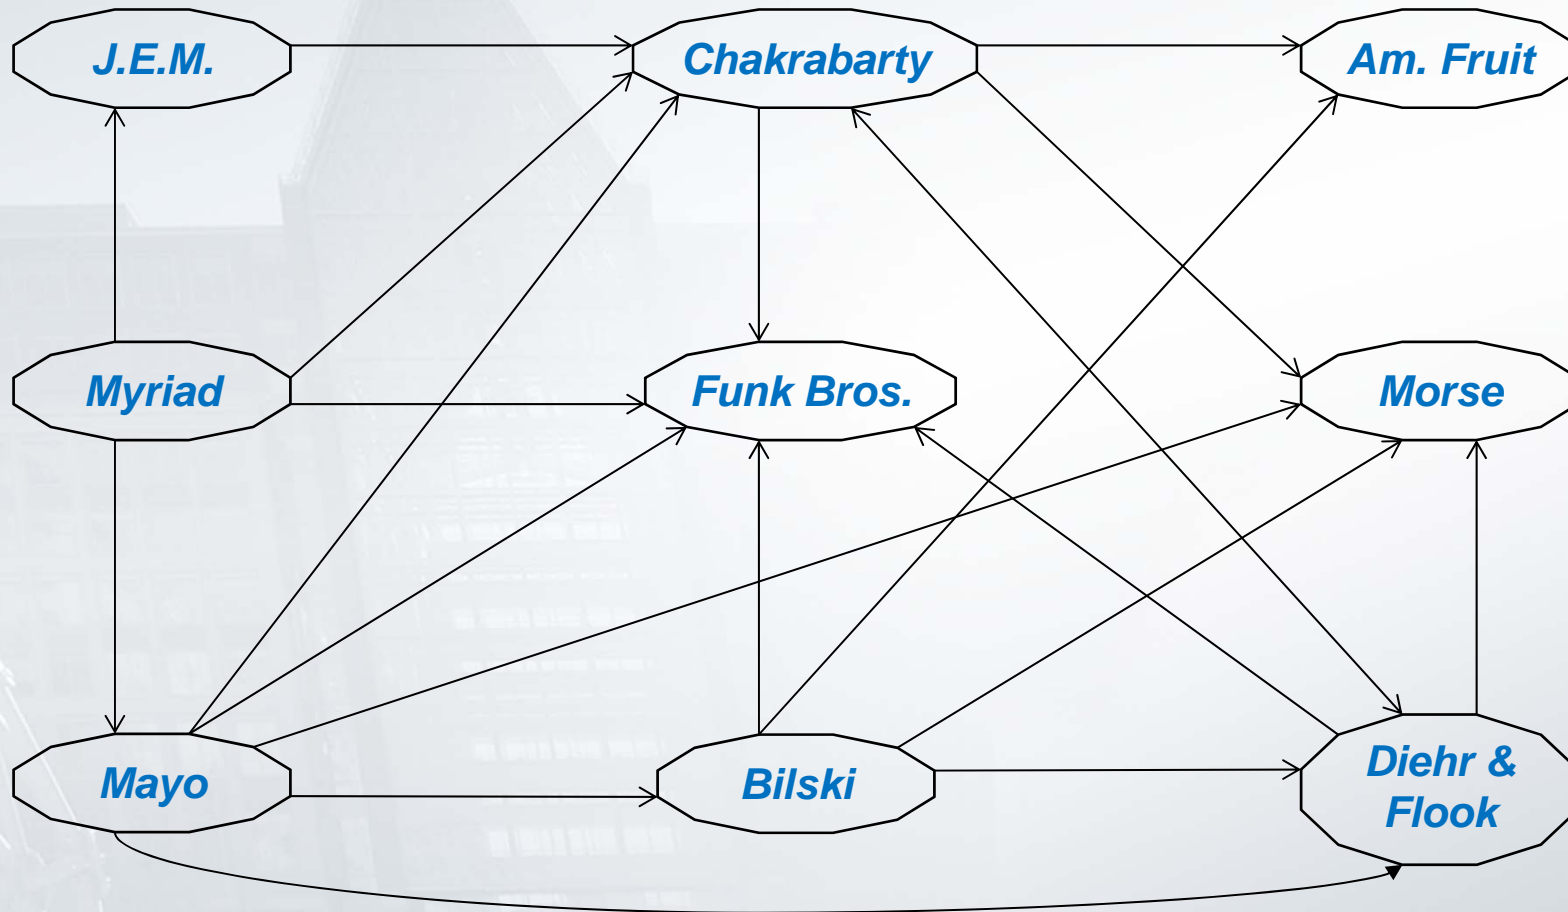 J.E.M.
Chakrabarty
Am. Fruit
Myriad
Funk Bros.
Morse
Mayo
Bilski
Diehr &
Flook